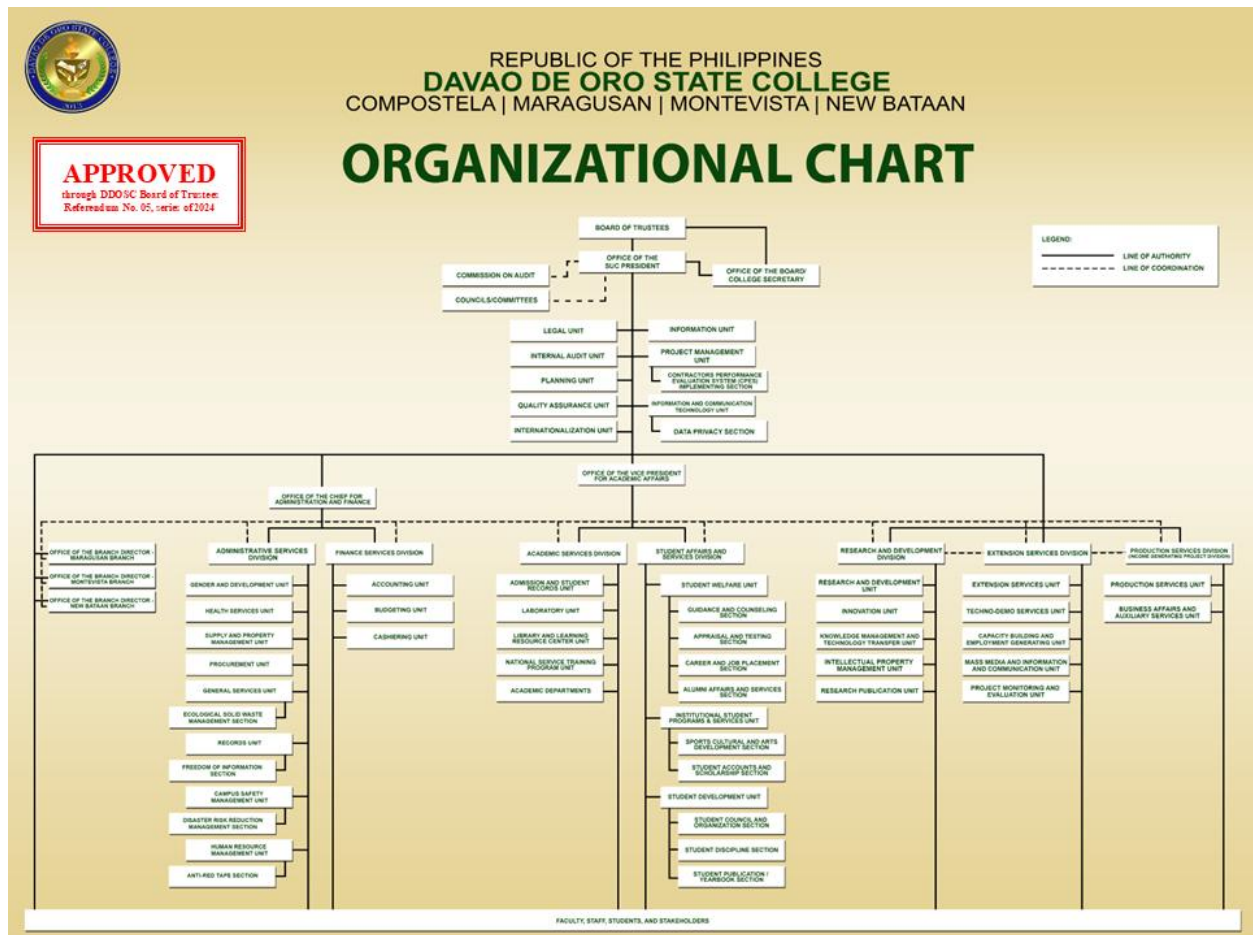 DAVAO DE ORO STATE COLLEGE
2013
REPUBLIC OF THE PHILIPPINES
DAVAO DE ORO STATE COLLEGE
COMPOSTELA | MARAGUSAN | MONTEVISTA | NEW BATAAN
APPROVED
through DDOSC Board of Trustees
Referendum No. 05, series of 2024
ORGANIZATIONAL CHART
BOARD OF TRUSTEES
OFFICE OF THE
SUC PRESIDENT
COMMISSION ON AUDIT
OFFICE OF THE BOARD/
COLLEGE SECRETARY
COUNCILS/COMMITTEES
LEGEND:
LINE OF AUTHORITY
LINE OF COORDINATION
LEGAL UNIT
INFORMATION UNIT
INTERNAL AUDIT UNIT
PROJECT MANAGEMENT
UNIT
PLANNING UNIT
CONTRACTORS PERFORMANCE
EVALUATION SYSTEM (CPES)
IMPLEMENTING SECTION
QUALITY ASSURANCE UNIT
INFORMATION AND COMMUNICATION
TECHNOLOGY UNIT
INTERNATIONALIZATION UNIT
DATA PRIVACY SECTION
OFFICE OF THE VICE PRESIDENT
FOR ACADEMIC AFFAIRS
OFFICE OF THE CHIEF FOR
ADMINISTRATION AND FINANCE
OFFICE OF THE BRANCH DIRECTOR -
MARAGUSAN BRANCH
OFFICE OF THE BRANCH DIRECTOR -
MONTEVISTA BRANCH
OFFICE OF THE BRANCH DIRECTOR -
NEW BATAAN BRANCH
ADMINISTRATIVE SERVICES
DIVISION
GENDER AND DEVELOPMENT UNIT
HEALTH SERVICES UNIT
SUPPLY AND PROPERTY
MANAGEMENT UNIT
PROCUREMENT UNIT
GENERAL SERVICES UNIT
ECOLOGICAL SOLID WASTE
MANAGEMENT SECTION
RECORDS UNIT
FREEDOM OF INFORMATION
SECTION
CAMPUS SAFETY
MANAGEMENT UNIT
DISASTER RISK REDUCTION
MANAGEMENT SECTION
HUMAN RESOURCE
MANAGEMENT UNIT
ANTI-RED TAPE SECTION
FINANCE SERVICES DIVISION
ACCOUNTING UNIT
BUDGETING UNIT
CASHIERING UNIT
ACADEMIC SERVICES DIVISION
ADMISSION AND STUDENT
RECORDS UNIT
LABORATORY UNIT
LIBRARY AND LEARNING
RESOURCE CENTER UNIT
NATIONAL SERVICE TRAINING
PROGRAM UNIT
ACADEMIC DEPARTMENTS
STUDENT AFFAIRS AND
SERVICES DIVISION
STUDENT WELFARE UNIT
GUIDANCE AND COUNSELING
SECTION
APPRAISAL AND TESTING
SECTION
CAREER AND JOB PLACEMENT
SECTION
ALUMNI AFFAIRS AND SERVICES
SECTION
INSTITUTIONAL STUDENT
PROGRAMS & SERVICES UNIT
SPORTS CULTURAL AND ARTS
DEVELOPMENT SECTION
STUDENT ACCOUNTS AND
SCHOLARSHIP SECTION
STUDENT DEVELOPMENT UNIT
STUDENT COUNCIL AND
ORGANIZATION SECTION
STUDENT DISCIPLINE SECTION
STUDENT PUBLICATION /
YEARBOOK SECTION
RESEARCH AND DEVELOPMENT
DIVISION
RESEARCH AND DEVELOPMENT
UNIT
INNOVATION UNIT
KNOWLEDGE MANAGEMENT AND
TECHNOLOGY TRANSFER UNIT
INTELLECTUAL PROPERTY
MANAGEMENT UNIT
RESEARCH PUBLICATION UNIT
EXTENSION SERVICES DIVISION
EXTENSION SERVICES UNIT
TECHNO-DEMO SERVICES UNIT
CAPACITY BUILDING AND
EMPLOYMENT GENERATING UNIT
MASS MEDIA AND INFORMATION
AND COMMUNICATION UNIT
PROJECT MONITORING AND
EVALUATION UNIT
PRODUCTION SERVICES DIVISION
(INCOME GENERATING PROJECT DIVISION)
PRODUCTION SERVICES UNIT
BUSINESS AFFAIRS AND
AUXILIARY SERVICES UNIT
FACULTY, STAFF, STUDENTS, AND STAKEHOLDERS